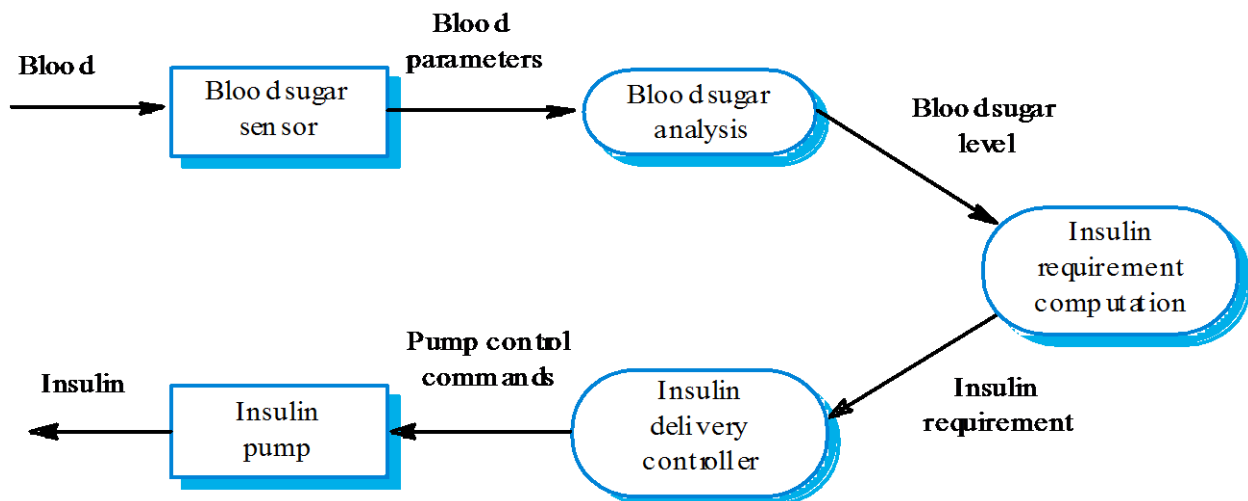 Blood
Blood sugar
sensor
Blood
parameters
Blood sugar
analysis
Blood sugar
level
Insulin
requirement
computation
Insulin
requirement
Insulin
delivery
controller
Pump control
commands
Insulin
pump
Insulin